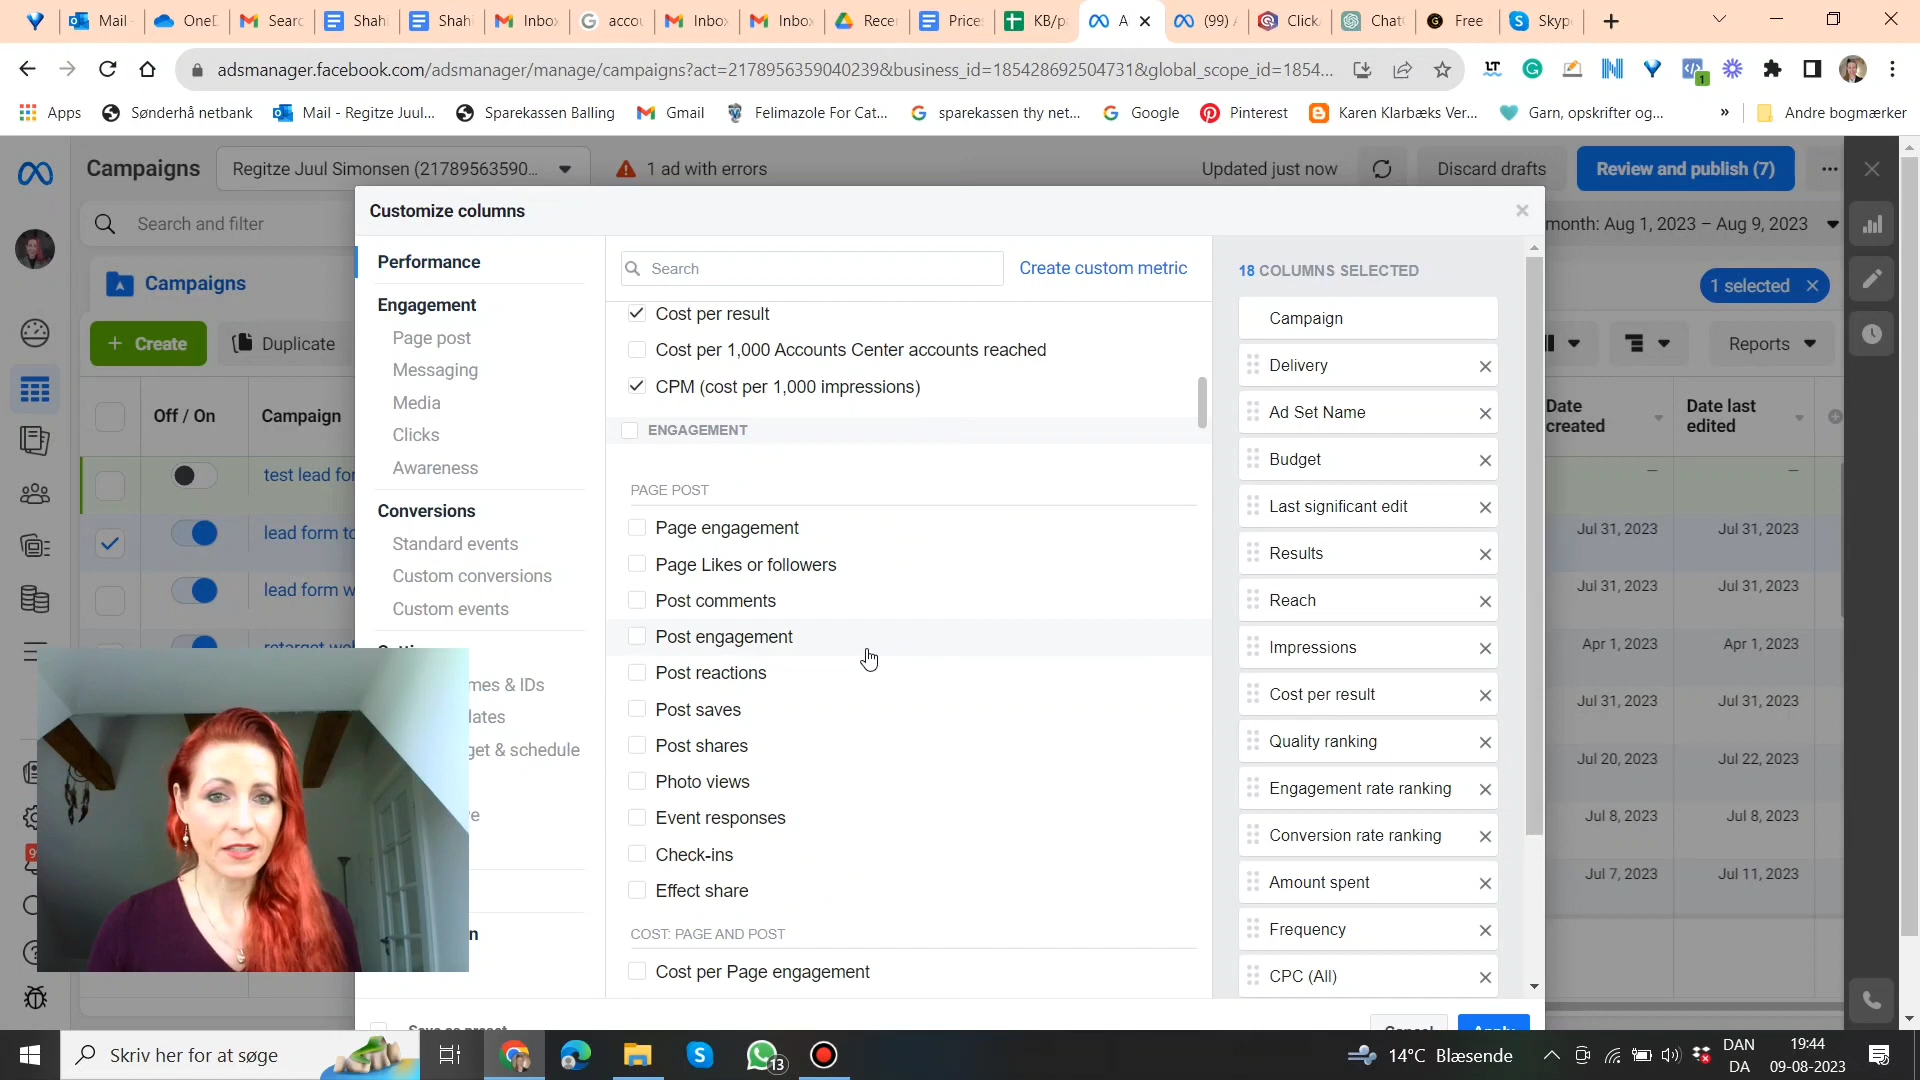 Mail -
OneD
Searc
Shahi
Shahi
Inbox
accou
Inbox
Inbox
Recen
Prices
KB/p
A
(99)
Click
Chat
Free
Skype
adsmanager.facebook.com/adsmanager/manage/campaigns?act=2178956359040239&business_id=185428692504731&global_scope_id=1854...
1
Apps
Sønderhå netbank
Mail - Regitze Juul...
Sparekassen Balling
Gmail
Felimazole For Cat...
sparekassen thy net...
Google
Pinterest
Karen Klarbæks Ver...
Garn, opskrifter og...
»
Andre bogmærker
Campaigns
Regitze Juul Simonsen (21789563590...
1 ad with errors
Updated just now
Discard drafts
Review and publish (7)
Search and filter
month: Aug 1, 2023 – Aug 9, 2023
Campaigns
1 selected
+ Create
Duplicate
Reports
Off / On
Campaign
Date created
Date last edited
test lead for
—
—
lead form to
Jul 31, 2023
Jul 31, 2023
lead form w
Jul 31, 2023
Jul 31, 2023
retarget web
Apr 1, 2023
Apr 1, 2023
Jul 31, 2023
Jul 31, 2023
Jul 20, 2023
Jul 22, 2023
Jul 8, 2023
Jul 8, 2023
Jul 7, 2023
Jul 11, 2023
Customize columns
Performance
Engagement
Page post
Messaging
Media
Clicks
Awareness
Conversions
Standard events
Custom conversions
Custom events
mes & IDs
lates
get & schedule
e
n
Search
Create custom metric
Cost per result
Cost per 1,000 Accounts Center accounts reached
CPM (cost per 1,000 impressions)
ENGAGEMENT
PAGE POST
Page engagement
Page Likes or followers
Post comments
Post engagement
Post reactions
Post saves
Post shares
Photo views
Event responses
Check-ins
Effect share
COST: PAGE AND POST
Cost per Page engagement
18 COLUMNS SELECTED
Campaign
Delivery
Ad Set Name
Budget
Last significant edit
Results
Reach
Impressions
Cost per result
Quality ranking
Engagement rate ranking
Conversion rate ranking
Amount spent
Frequency
CPC (All)
Save as preset
Cancel
Apply
Skriv her for at søge
13
14°C Blæsende
DAN
DA
19:44
09-08-2023